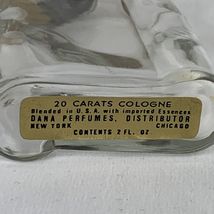 20 CARATS COLOGNE
Blended in U.S.A. with imported Essences
DANA PERFUMES, DISTRIBUTOR
NEW YORK CHICAGO
CONTENTS 2 FL. OZ